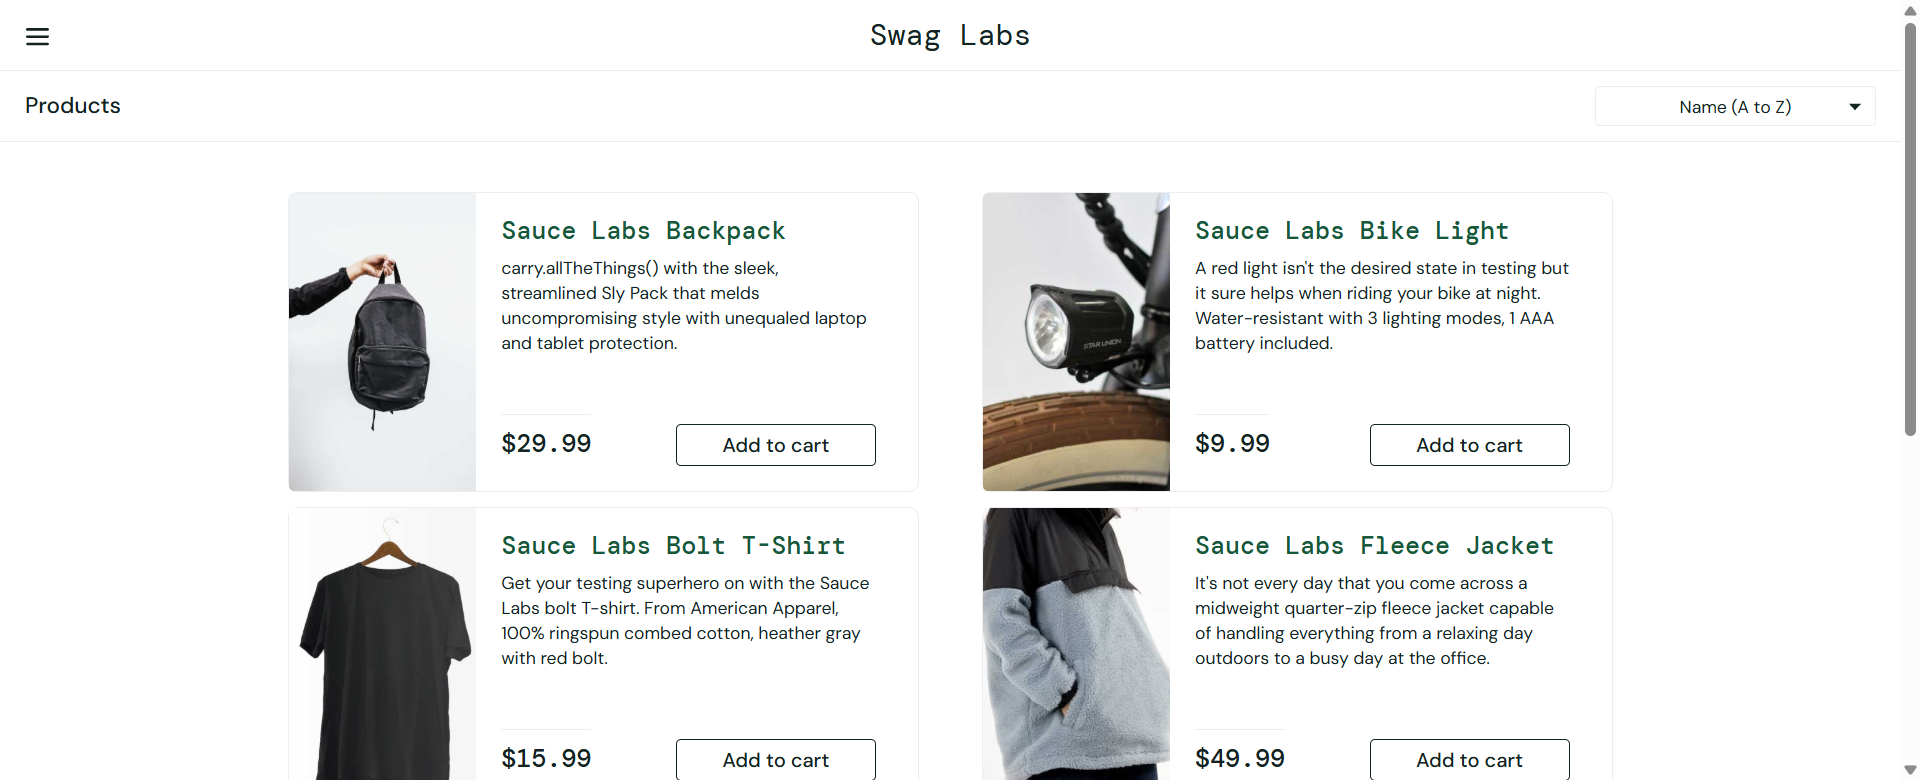 Swag Labs
Products
Name (A to Z)
Sauce Labs Backpack
carry.allTheThings() with the sleek,
streamlined Sly Pack that melds
uncompromising style with unequaled laptop
and tablet protection.
$29.99
Add to cart
Sauce Labs Bike Light
A red light isn't the desired state in testing but
it sure helps when riding your bike at night.
Water-resistant with 3 lighting modes, 1 AAA
battery included.
STAR UNION
$9.99
Add to cart
Sauce Labs Bolt T-Shirt
Get your testing superhero on with the Sauce
Labs bolt T-shirt. From American Apparel,
100% ringspun combed cotton, heather gray
with red bolt.
$15.99
Add to cart
Sauce Labs Fleece Jacket
It's not every day that you come across a
midweight quarter-zip fleece jacket capable
of handling everything from a relaxing day
outdoors to a busy day at the office.
$49.99
Add to cart